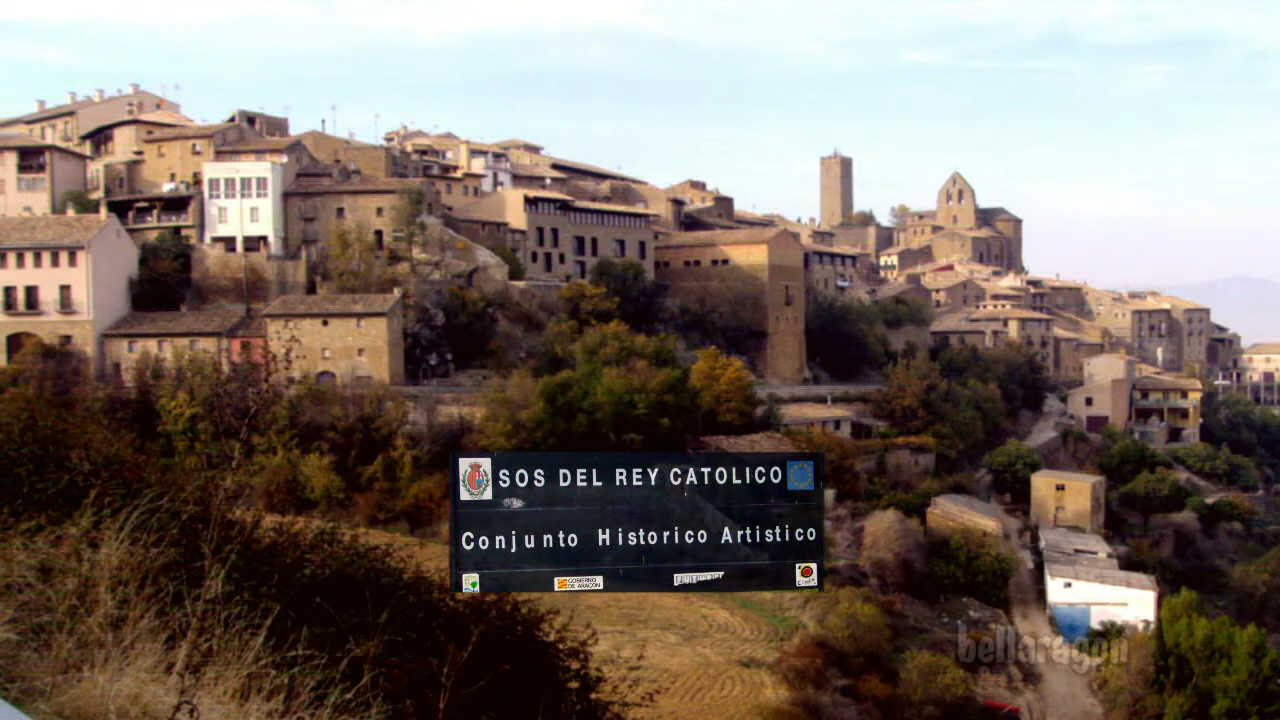 SOS DEL REY CATOLICO
Conjunto Historico Artistico
GOBIERNO
DE ARAGON
bellaragon